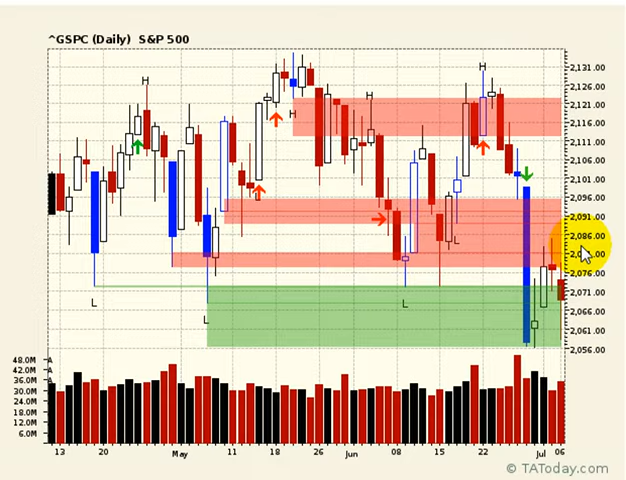 ^GSPC (Daily) S&P 500
2,131.00
2,126.00
2,121.00
2,116.00
2,111.00
2,106.00
2,101.00
2,096.00
2,091.00
2,086.00
2,076.00
2,071.00
2,066.00
2,061.00
2,056.00
H
H
H
H
L
L
L
L
L
48.0M
42.0M
36.0M
30.0M
24.0M
18.0M
12.0M
6.0M
A
A
A
13 20 May 11 19 26 Jun 08 15 22 Jul 06
© TAToday.com